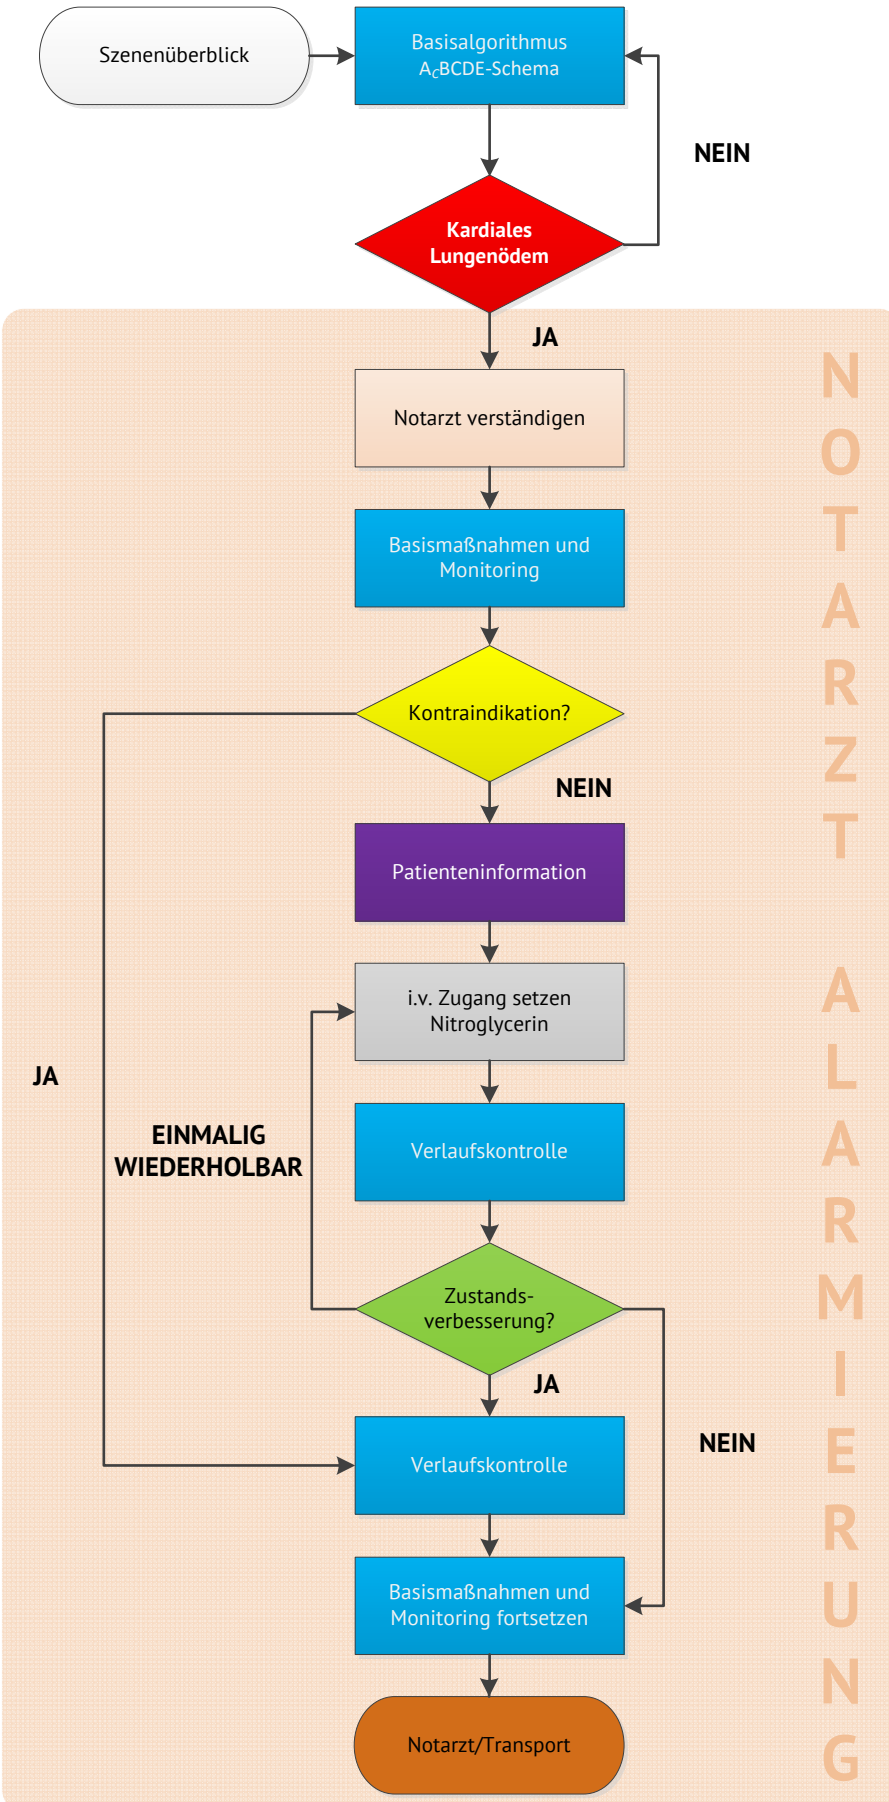 Szenenüberblick
Basisalgorithmus
AcBCDE-Schema
NEIN
Kardiales
Lungenödem
JA
Notarzt verständigen
Basismaßnahmen und
Monitoring
Kontraindikation?
NEIN
Patienteninformation
i.v. Zugang setzen
Nitroglycerin
JA
EINMALIG
WIEDERHOLBAR
Verlaufskontrolle
Zustands-
verbesserung?
JA
NEIN
Verlaufskontrolle
Basismaßnahmen und
Monitoring fortsetzen
Notarzt/Transport
NOTARZT ALARMIERUNG